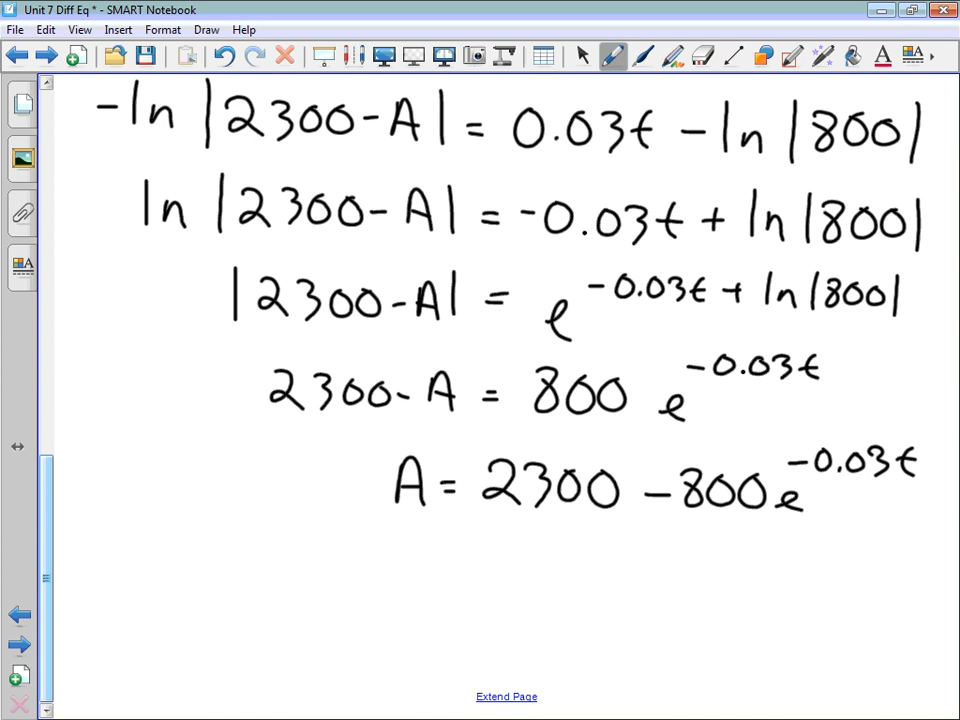 Unit 7 Diff Eq * - SMART Notebook
File Edit View Insert Format Draw Help
-ln |2300-A| = 0.03t - ln |800|
ln |2300-A| = -0.03t + ln |800|
|2300-A| = e^{-0.03t + ln |800|}
2300-A = 800 e^{-0.03t}
A = 2300 - 800e^{-0.03t}
Extend Page